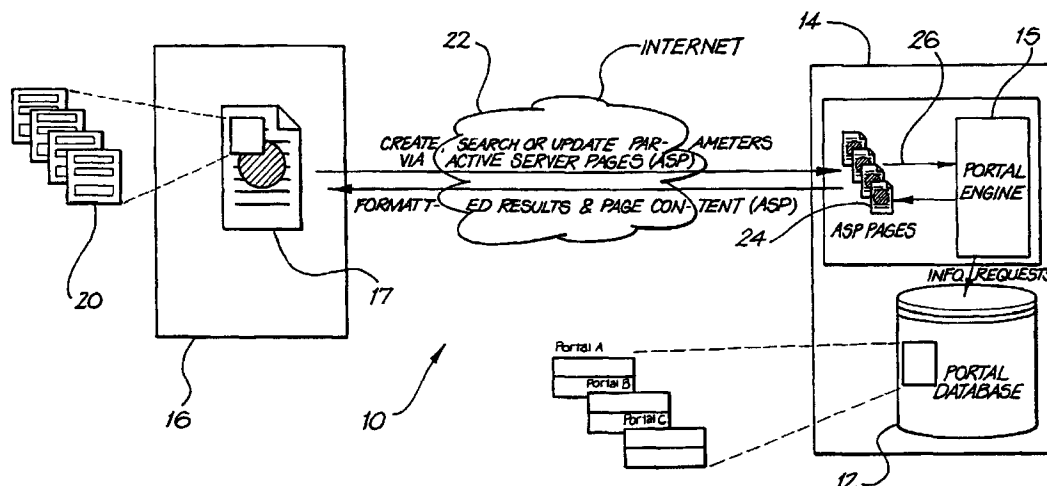 14
26
15
22
INTERNET
CREATE, SEARCH OR UPDATE PAR- AMETERS
VIA ACTIVE SERVER PAGES (ASP)
FORMATT- ED RESULTS & PAGE CON-TENT (ASP)
PORTAL
ENGINE
24
ASP PAGES
20
17
INFO. REQUESTS
16
10
Portal A
Portal B
Portal C
PORTAL
DATABASE
12